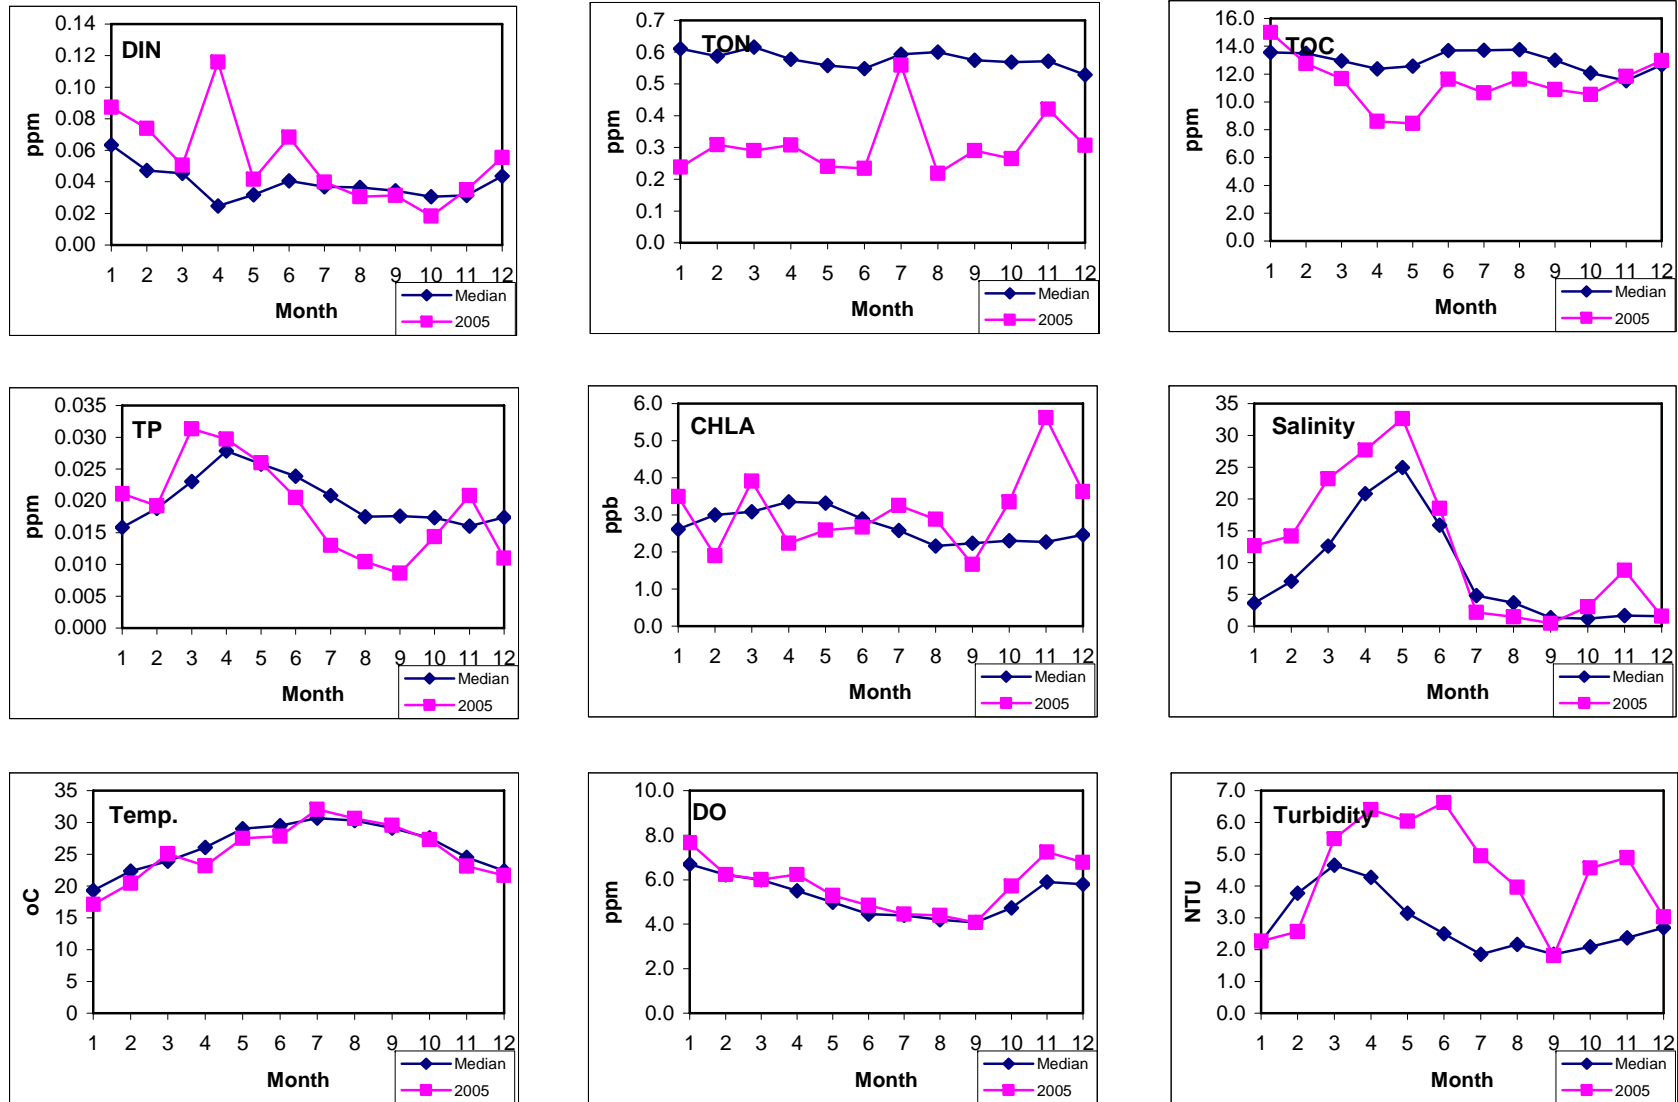 DIN
0.14
0.12
0.10
0.08
0.06
0.04
0.02
0.00
ppm
1 2 3 4 5 6 7 8 9 10 11 12
Month
Median
2005
TON
0.7
0.6
0.5
0.4
0.3
0.2
0.1
0.0
ppm
1 2 3 4 5 6 7 8 9 10 11 12
Month
Median
2005
TOC
16.0
14.0
12.0
10.0
8.0
6.0
4.0
2.0
0.0
ppm
1 2 3 4 5 6 7 8 9 10 11 12
Month
Median
2005
TP
0.035
0.030
0.025
0.020
0.015
0.010
0.005
0.000
ppm
1 2 3 4 5 6 7 8 9 10 11 12
Month
Median
2005
CHLA
6.0
5.0
4.0
3.0
2.0
1.0
0.0
ppb
1 2 3 4 5 6 7 8 9 10 11 12
Month
Median
2005
Salinity
35
30
25
20
15
10
5
0
1 2 3 4 5 6 7 8 9 10 11 12
Month
Median
2005
Temp.
35
30
25
20
15
10
5
0
oC
1 2 3 4 5 6 7 8 9 10 11 12
Month
Median
2005
DO
10.0
8.0
6.0
4.0
2.0
0.0
ppm
1 2 3 4 5 6 7 8 9 10 11 12
Month
Median
2005
Turbidity
7.0
6.0
5.0
4.0
3.0
2.0
1.0
0.0
NTU
1 2 3 4 5 6 7 8 9 10 11 12
Month
Median
2005